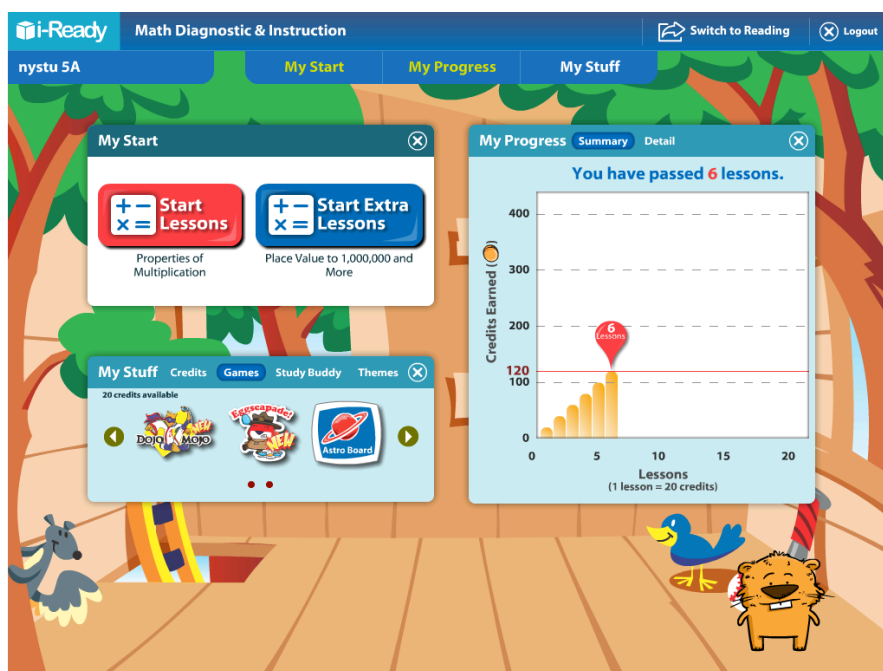 i-Ready
Math Diagnostic & Instruction
Switch to Reading
Logout
nystu 5A
My Start
My Progress
My Stuff
My Start
Start
Lessons
Properties of
Multiplication
Start Extra
Lessons
Place Value to 1,000,000 and
More
My Stuff
Credits
Games
Study Buddy
Themes
20 credits available
DOJO MOJO
NEW
Eggscapade!
NEW
Astro Board
My Progress
Summary
Detail
You have passed 6 lessons.
Credits Earned
400
300
200
120
100
0
6
Lessons
0
5
10
15
20
Lessons
(1 lesson = 20 credits)